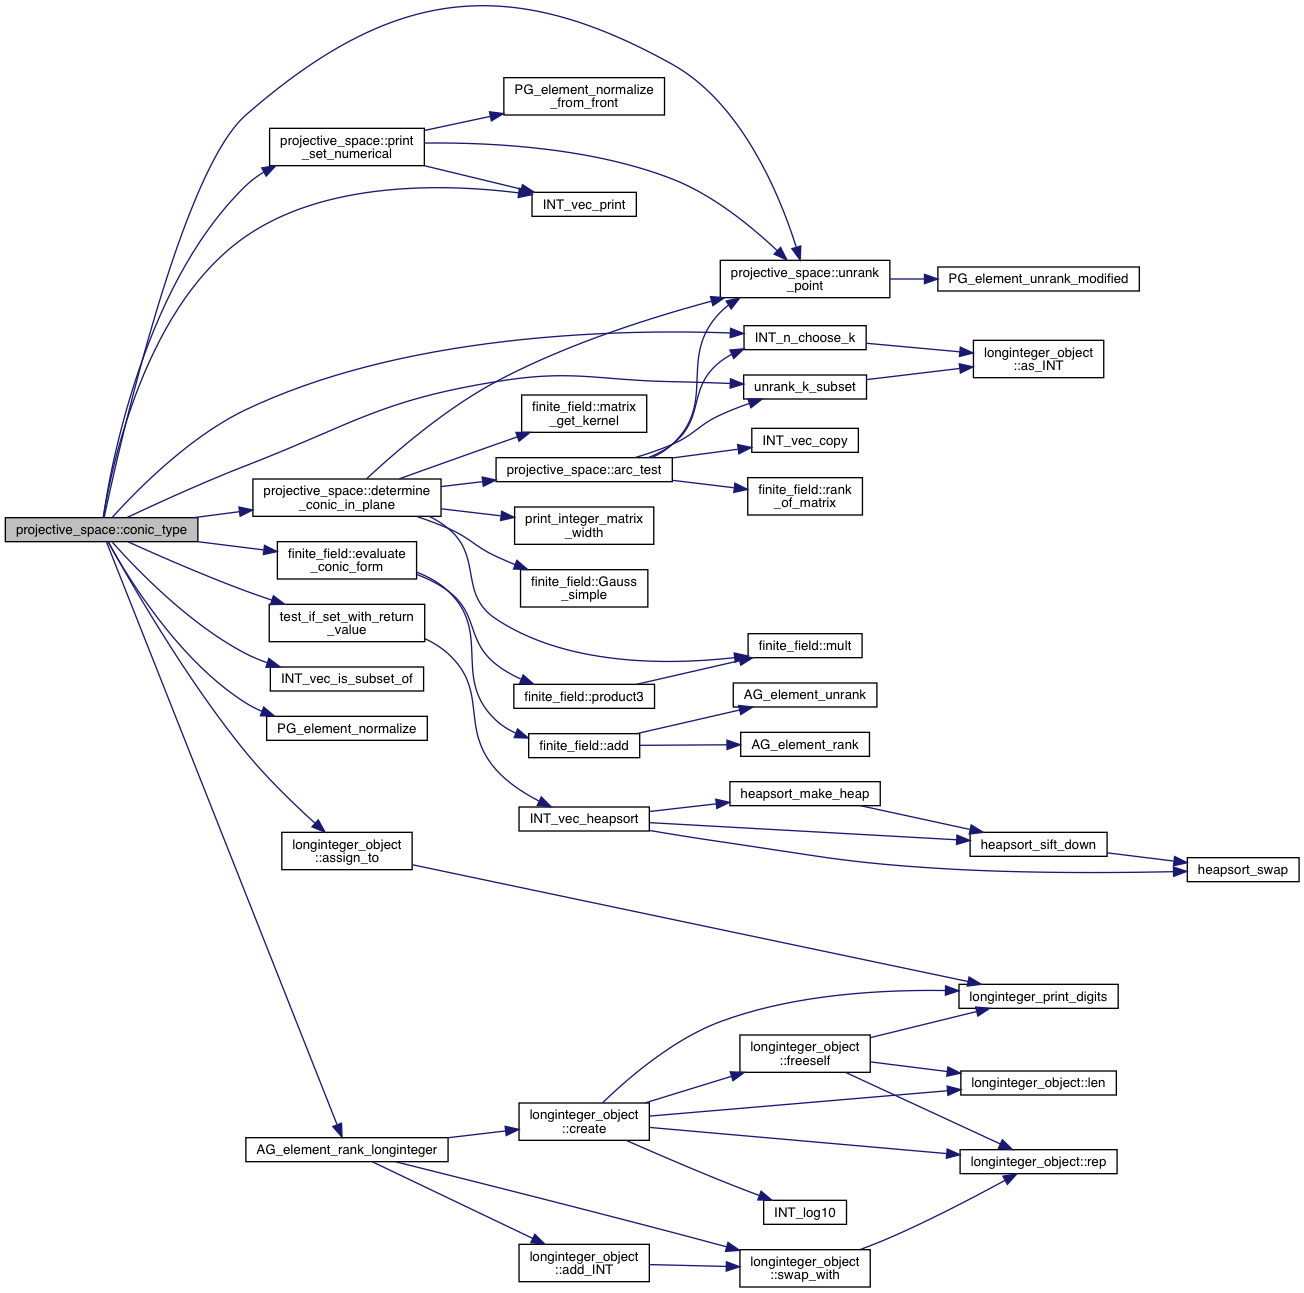 PG_element_normalize
_from_front
projective_space::print
_set_numerical
INT_vec_print
projective_space::unrank
_point
PG_element_unrank_modified
INT_n_choose_k
longinteger_object
::as_INT
unrank_k_subset
finite_field::matrix
_get_kernel
INT_vec_copy
projective_space::arc_test
projective_space::determine
_conic_in_plane
finite_field::rank
_of_matrix
print_integer_matrix
_width
projective_space::conic_type
finite_field::evaluate
_conic_form
finite_field::Gauss
_simple
test_if_set_with_return
_value
finite_field::mult
INT_vec_is_subset_of
finite_field::product3
AG_element_unrank
PG_element_normalize
finite_field::add
AG_element_rank
heapsort_make_heap
INT_vec_heapsort
longinteger_object
::assign_to
heapsort_sift_down
heapsort_swap
longinteger_print_digits
longinteger_object
::freeself
longinteger_object::len
longinteger_object
::create
AG_element_rank_longinteger
longinteger_object::rep
INT_log10
longinteger_object
::add_INT
longinteger_object
::swap_with